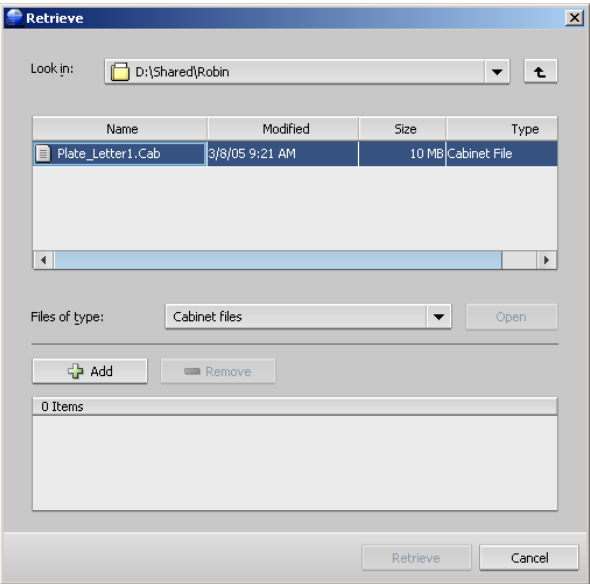 Retrieve
Look in:
D:\Shared\Robin
Name Modified Size Type
Plate_Letter1.Cab 3/8/05 9:21 AM 10 MB Cabinet File
Files of type: Cabinet files Open
Add Remove
0 Items
Retrieve Cancel